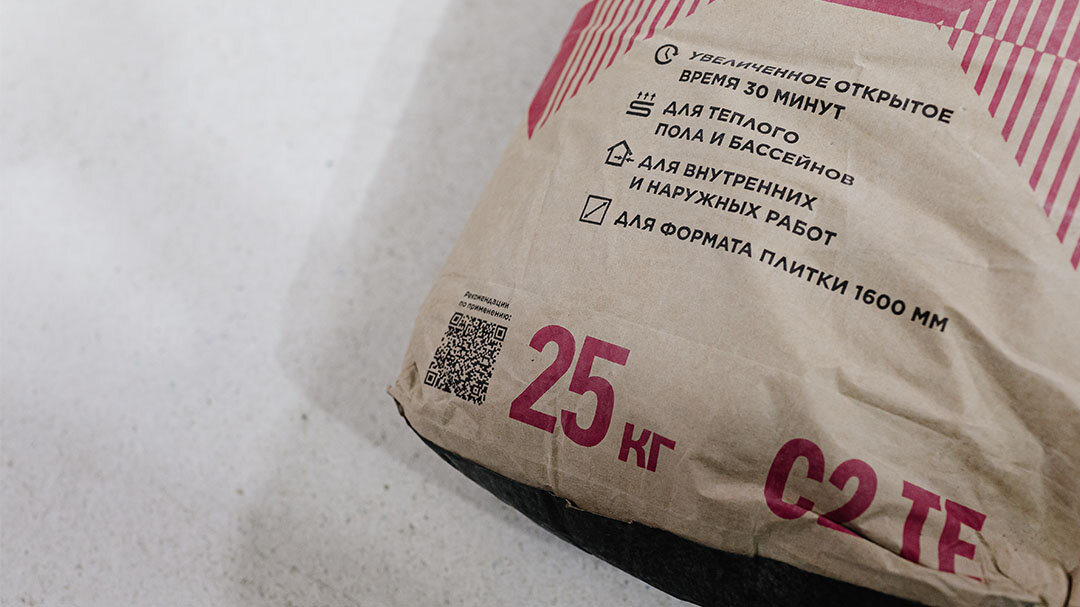 УВЕЛИЧЕННОЕ ОТКРЫТОЕ
ВРЕМЯ 30 МИНУТ
ДЛЯ ТЕПЛОГО
ПОЛА И БАССЕЙНОВ
ДЛЯ ВНУТРЕННИХ
И НАРУЖНЫХ РАБОТ
ДЛЯ ФОРМАТА ПЛИТКИ 1600 ММ
Рекомендации
по применению:
25 кг
C2 TE